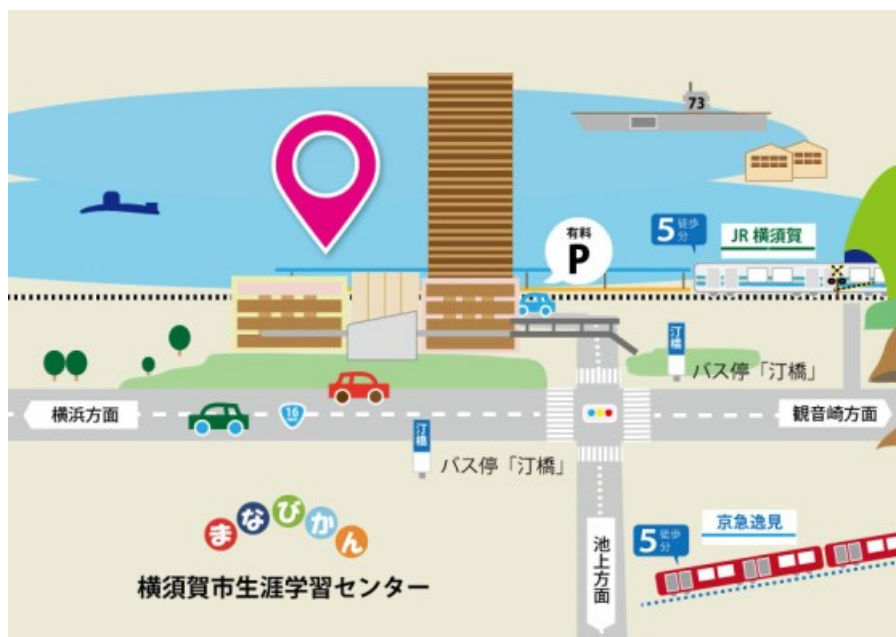 73
有料
P
5 徒歩分
JR 横須賀
汀橋
バス停「汀橋」
横浜方面
16
観音崎方面
汀橋
バス停「汀橋」
まなびかん
横須賀市生涯学習センター
池上方面
5 徒歩分
京急逸見